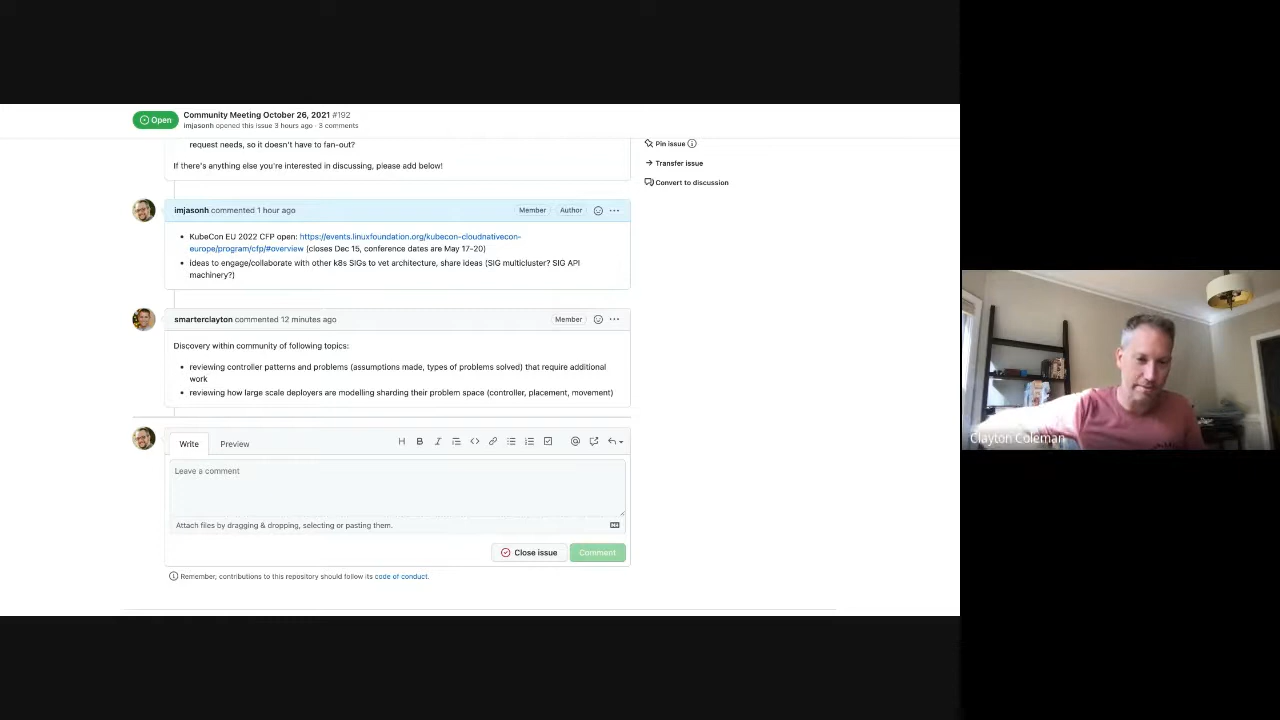 Open
Community Meeting October 26, 2021 #192
imjasonh opened this issue 3 hours ago · 3 comments
request needs, so it doesn't have to fan-out?
If there's anything else you're interested in discussing, please add below!
Pin issue
Transfer issue
Convert to discussion
imjasonh commented 1 hour ago
Member
Author
• KubeCon EU 2022 CFP open: https://events.linuxfoundation.org/kubecon-cloudnativecon-
europe/program/cfp/#overview (closes Dec 15, conference dates are May 17-20)
• ideas to engage/collaborate with other k8s SIGs to vet architecture, share ideas (SIG multicluster? SIG API
machinery?)
smarterclayton commented 12 minutes ago
Member
Discovery within community of following topics:
• reviewing controller patterns and problems (assumptions made, types of problems solved) that require additional
work
• reviewing how large scale deployers are modelling sharding their problem space (controller, placement, movement)
Write
Preview
Leave a comment
Attach files by dragging & dropping, selecting or pasting them.
Close issue
Comment
Remember, contributions to this repository should follow its code of conduct.
Clayton Coleman